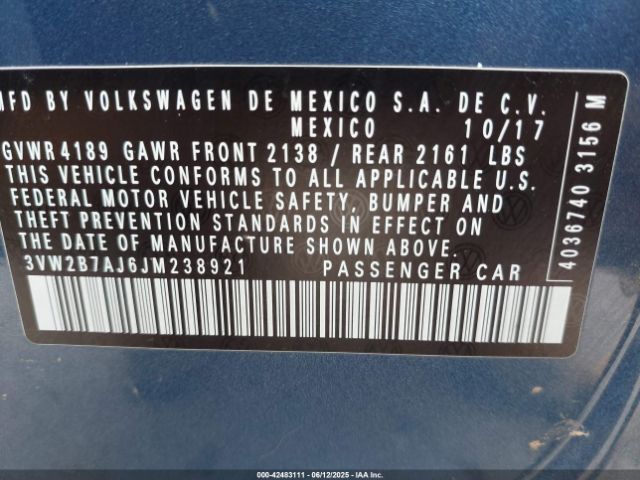 MFD BY VOLKSWAGEN DE MEXICO S.A. DE C.V.
MEXICO 10/17
GVWR 4189 GAWR FRONT 2138 / REAR 2161 LBS
THIS VEHICLE CONFORMS TO ALL APPLICABLE U.S.
FEDERAL MOTOR VEHICLE SAFETY, BUMPER AND
THEFT PREVENTION STANDARDS IN EFFECT ON
THE DATE OF MANUFACTURE SHOWN ABOVE.
3VW2B7AJ6JM238921 PASSENGER CAR
4036740 3156 M
000-42483111 - 06/12/2025 - IAA Inc.